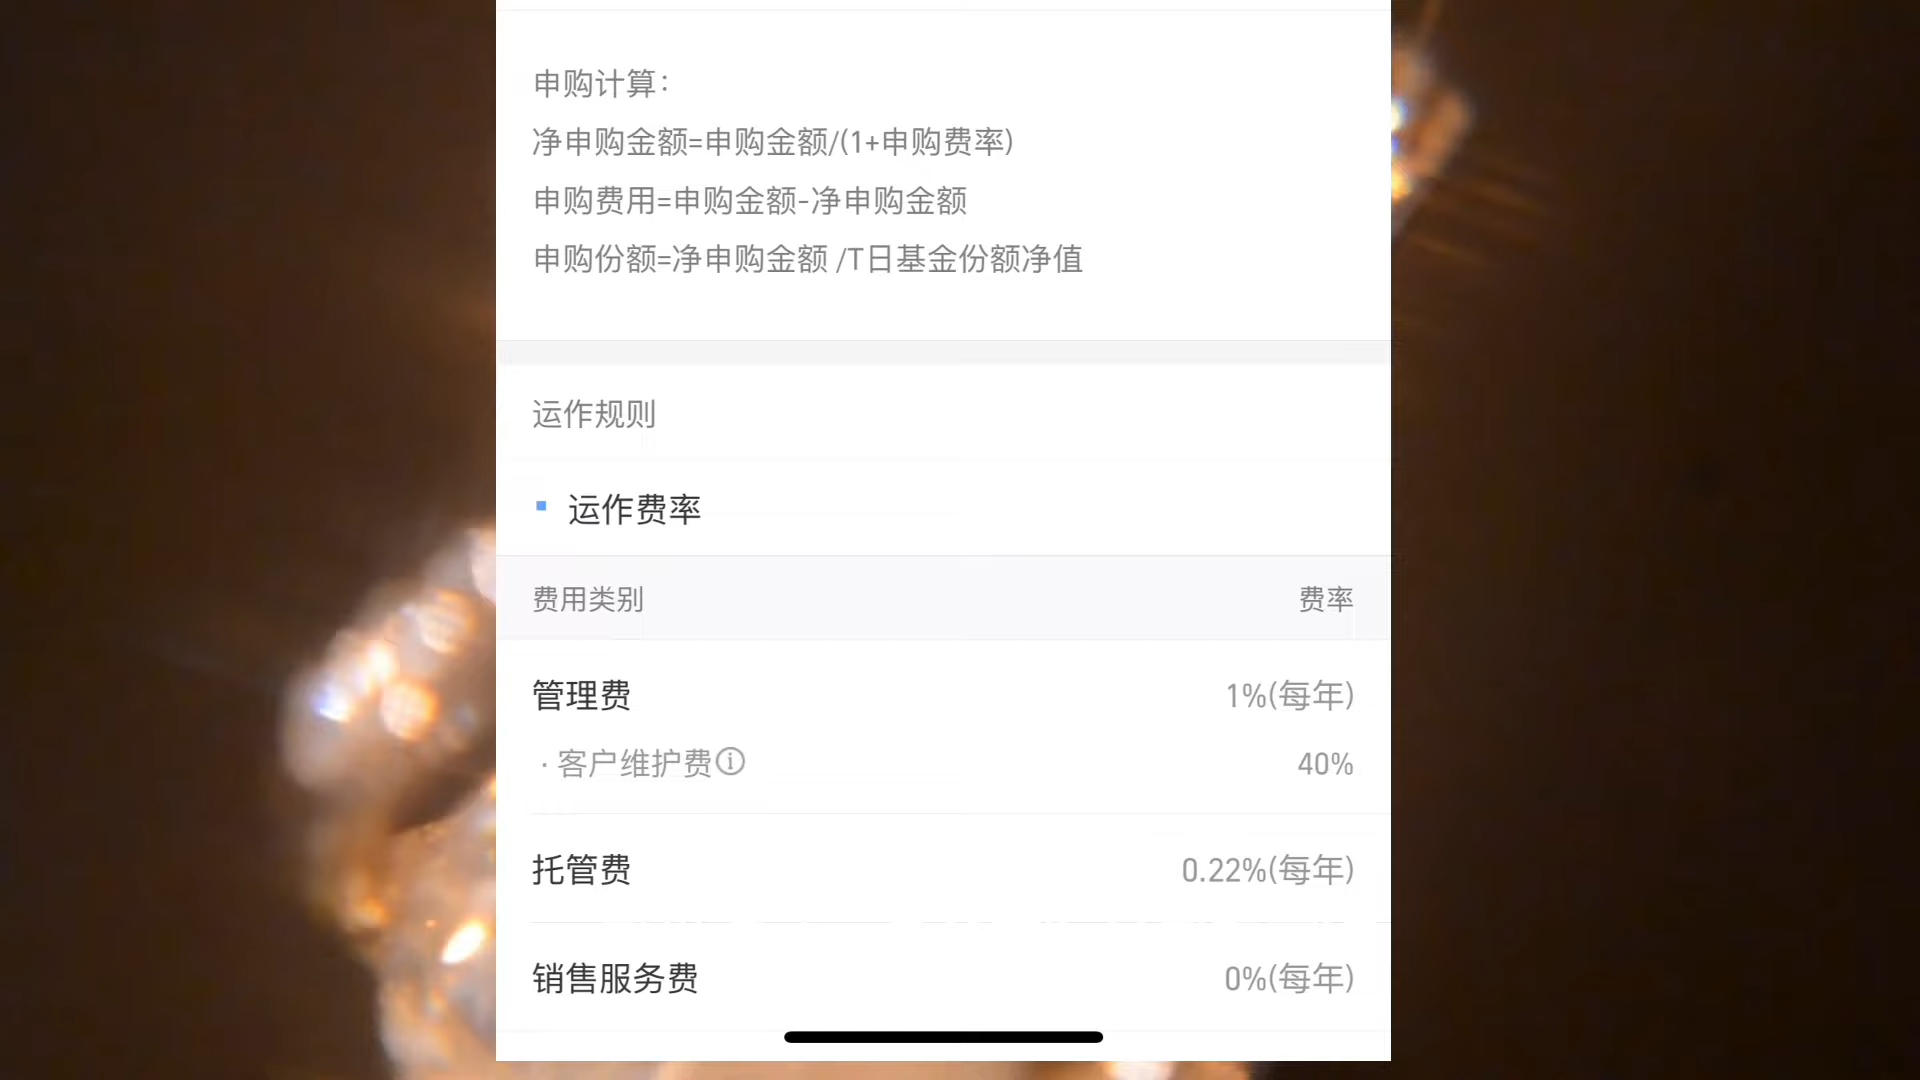 申购计算：
净申购金额=申购金额/(1+申购费率)
申购费用=申购金额-净申购金额
申购份额=净申购金额 /T日基金份额净值
运作规则
运作费率
费用类别 费率
管理费 1%(每年)
· 客户维护费 40%
托管费 0.22%(每年)
销售服务费 0%(每年)